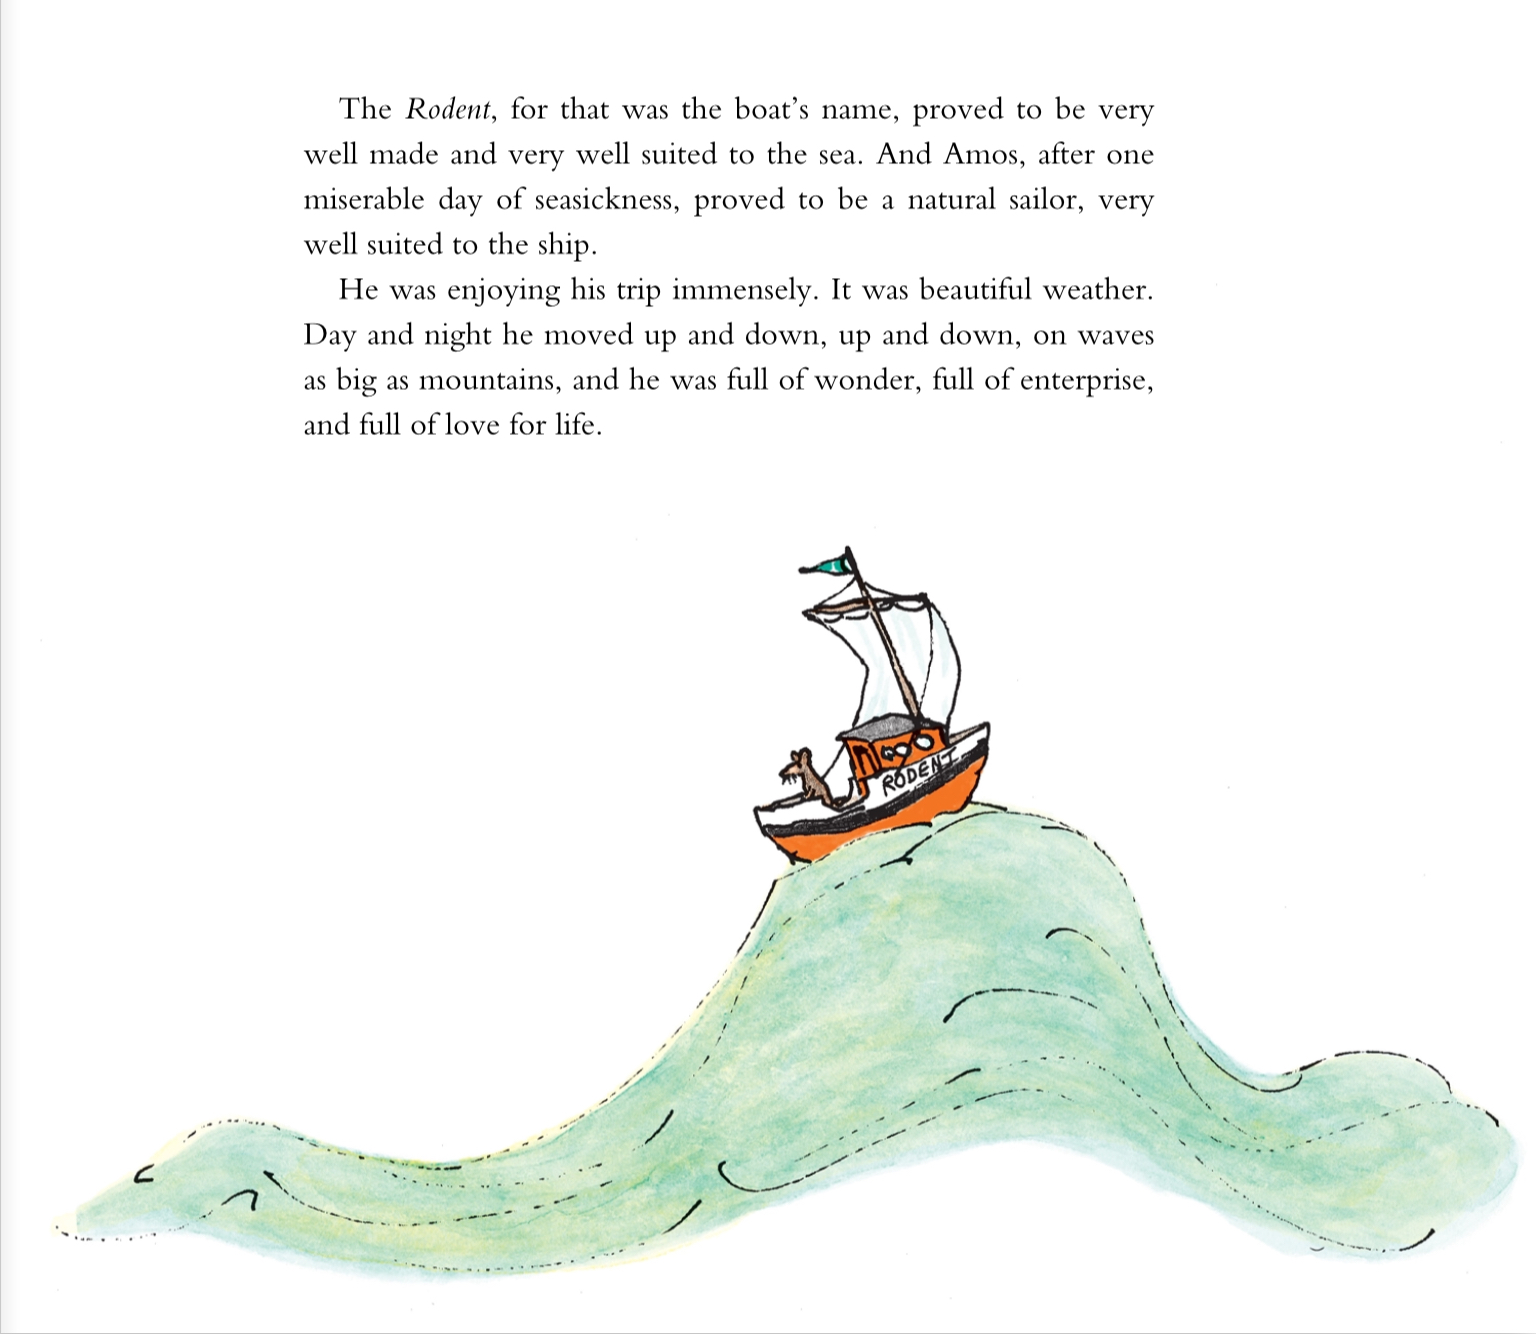 The Rodent, for that was the boat’s name, proved to be very
well made and very well suited to the sea. And Amos, after one
miserable day of seasickness, proved to be a natural sailor, very
well suited to the ship.
He was enjoying his trip immensely. It was beautiful weather.
Day and night he moved up and down, up and down, on waves
as big as mountains, and he was full of wonder, full of enterprise,
and full of love for life.
RODENT